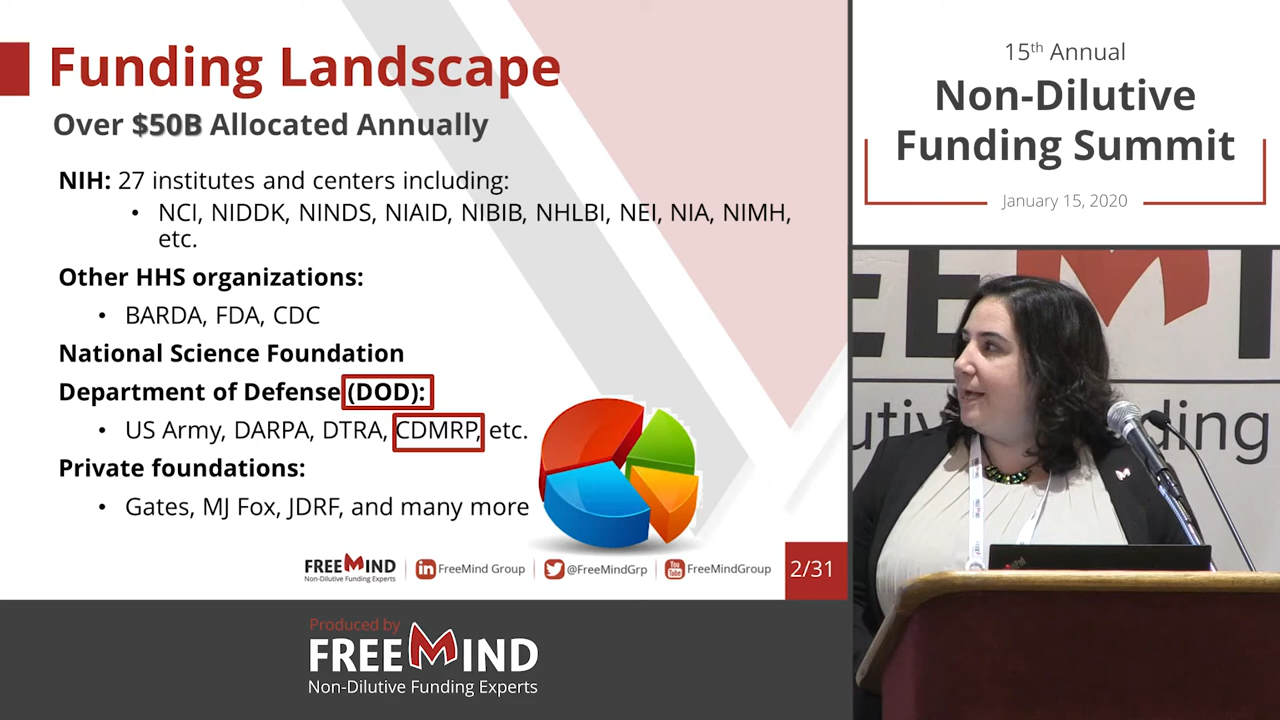 Funding Landscape
Over $50B Allocated Annually
NIH: 27 institutes and centers including:
• NCI, NIDDK, NINDS, NIAID, NIBIB, NHLBI, NEI, NIA, NIMH,
etc.
Other HHS organizations:
• BARDA, FDA, CDC
National Science Foundation
Department of Defense (DOD):
• US Army, DARPA, DTRA, CDMRP, etc.
Private foundations:
• Gates, MJ Fox, JDRF, and many more
FREEMIND
Non-Dilutive Funding Experts
FreeMind Group
@FreeMindGrp
You Tube
FreeMindGroup
2/31
Produced by
FREEMIND
Non-Dilutive Funding Experts
15th Annual
Non-Dilutive
Funding Summit
January 15, 2020